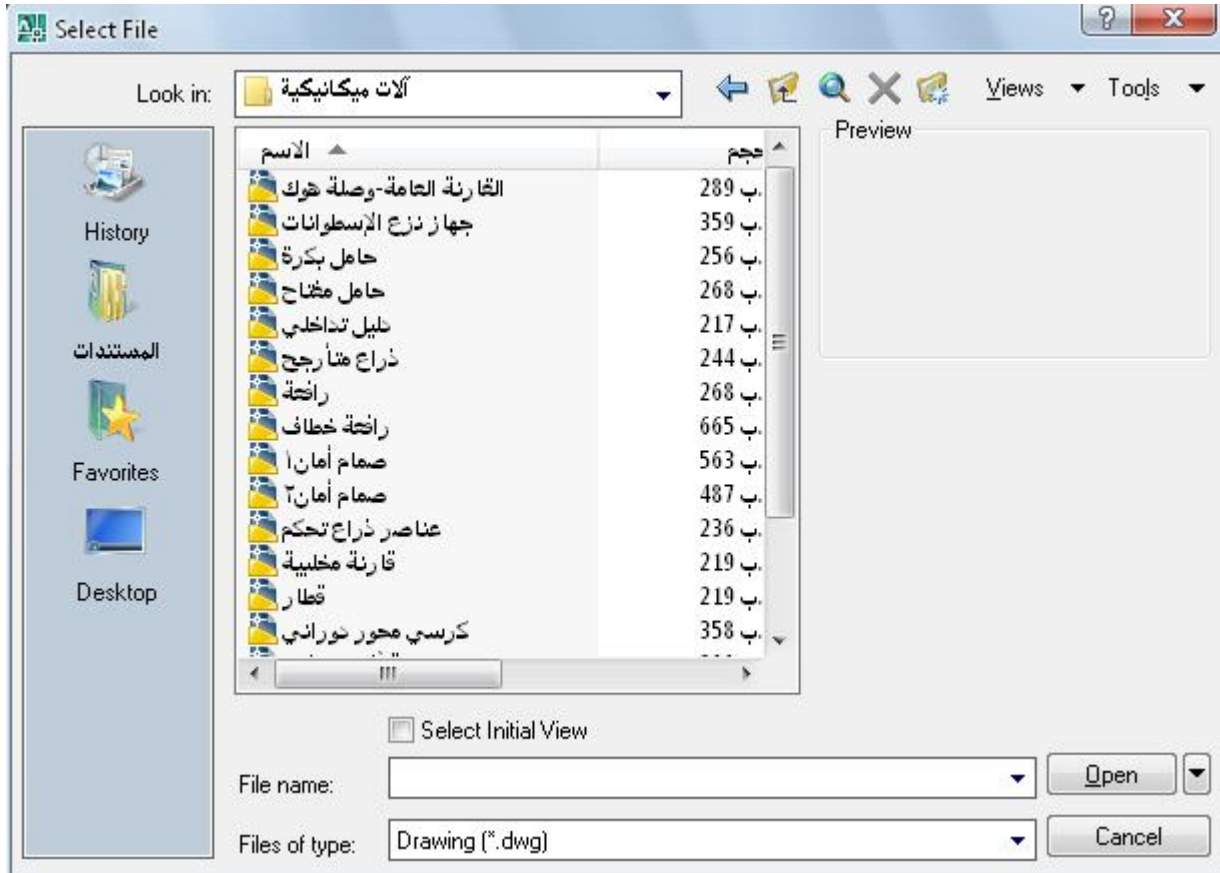 Select File
Look in:
آلات ميكانيكية
Views
Tools
History
المستندات
Favorites
Desktop
الاسم
حجم
القارنة العامة-وصلة هوك
289 ب.
جهاز نزع الإسطوانات
359 ب.
حامل بكرة
256 ب.
حامل مفتاح
268 ب.
دليل تداخلي
217 ب.
ذراع متأرجح
244 ب.
رافعة
268 ب.
رافعة خطاف
665 ب.
صمام أمان١
563 ب.
صمام أمان٢
487 ب.
عناصر ذراع تحكم
236 ب.
قارنة مخلبية
219 ب.
قطار
219 ب.
كرسي محور دوراني
358 ب.
Preview
Select Initial View
File name:
Open
Files of type:
Drawing (*.dwg)
Cancel